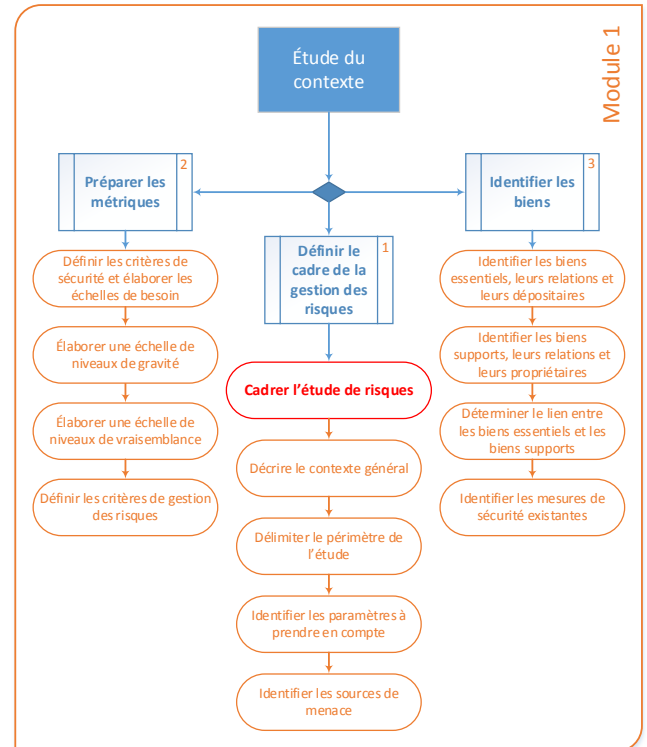 Module 1
Étude du
contexte
2
Préparer les
métriques
Définir les critères de
sécurité et élaborer les
échelles de besoin
Élaborer une échelle de
niveaux de gravité
Élaborer une échelle de
niveaux de vraisemblance
Définir les critères de gestion
des risques
1
Définir le
cadre de la
gestion des
risques
Cadrer l’étude de risques
Décrire le contexte général
Délimiter le périmètre de
l’étude
Identifier les paramètres à
prendre en compte
Identifier les sources de
menace
3
Identifier les
biens
Identifier les biens
essentiels, leurs relations et
leurs dépositaires
Identifier les biens
supports, leurs relations et
leurs propriétaires
Déterminer le lien entre
les biens essentiels et les
biens supports
Identifier les mesures de
sécurité existantes